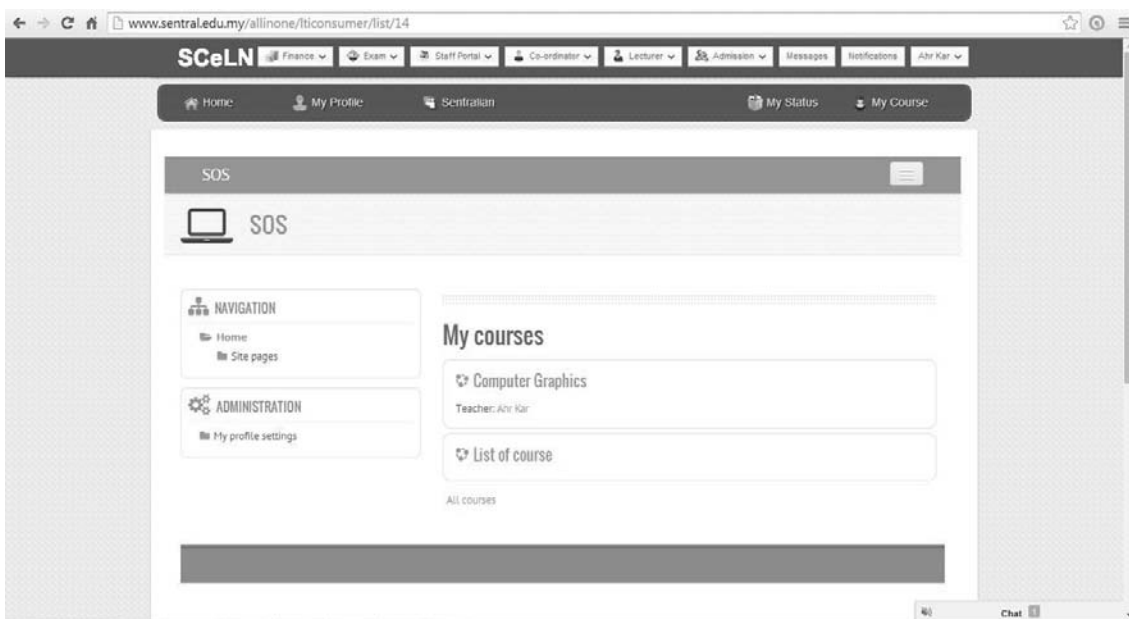 www.sentral.edu.my/allinone/lticonsumer/list/14
SCeLN Finance Exam Staff Portal Co-ordinator Lecturer Admission Messages Notifications Ahr Kar
Home My Profile Sentralian My Status My Course
SOS
SOS
NAVIGATION
Home
Site pages
ADMINISTRATION
My profile settings
My courses
Computer Graphics
Teacher: Ahr Kar
List of course
All courses
Chat